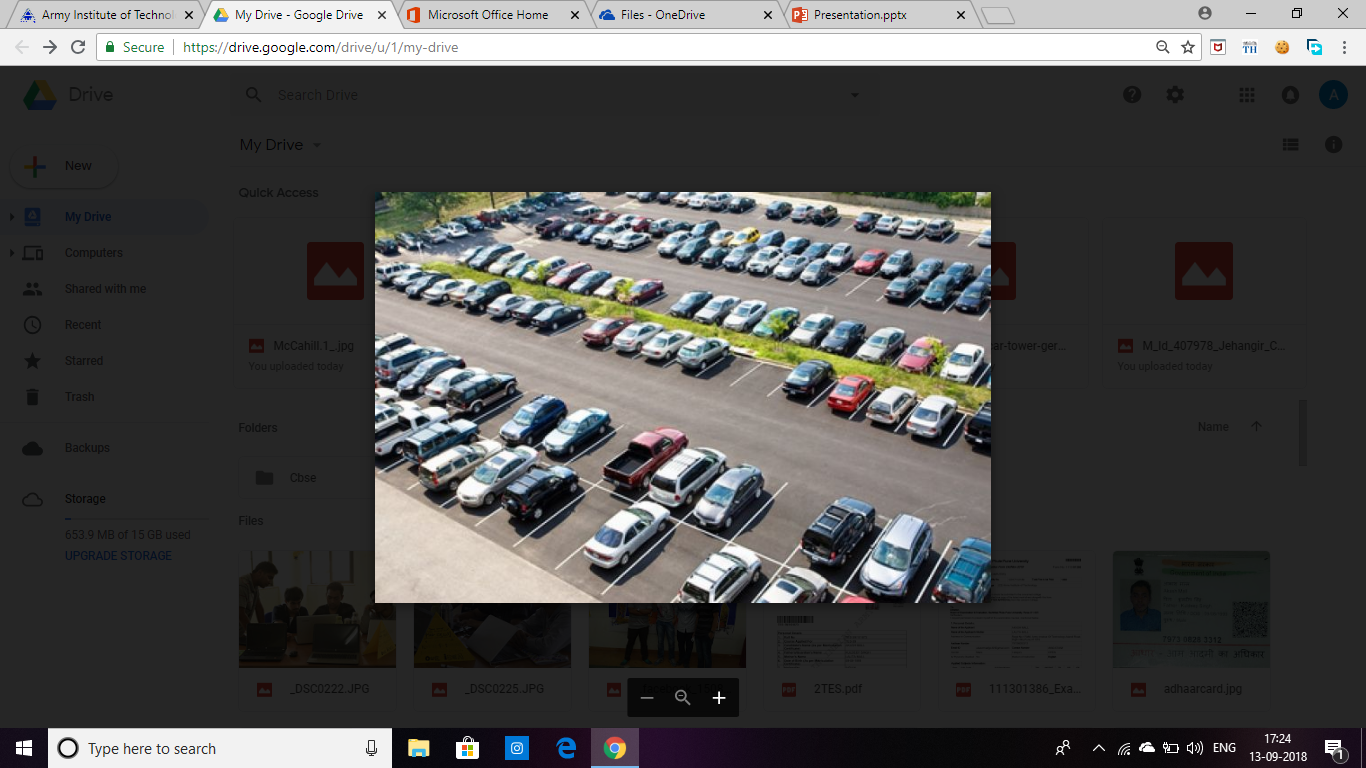 Army Institute of Technol
My Drive - Google Drive
Microsoft Office Home
Files - OneDrive
Presentation.pptx
Secure
https://drive.google.com/drive/u/1/my-drive
Drive
Search Drive
A
My Drive
New
Quick Access
My Drive
Computers
Shared with me
Recent
Starred
Trash
Backups
Storage
653.9 MB of 15 GB used
UPGRADE STORAGE
McCahill.1_.jpg
You uploaded today
ar-tower-ger...
M_Id_407978_Jehangir_C...
You uploaded today
Folders
Name
Cbse
Files
_DSC0222.JPG
_DSC0225.JPG
2TES.pdf
111301386_Exa...
adhaarcard.jpg
Type here to search
ENG
17:24
13-09-2018
1